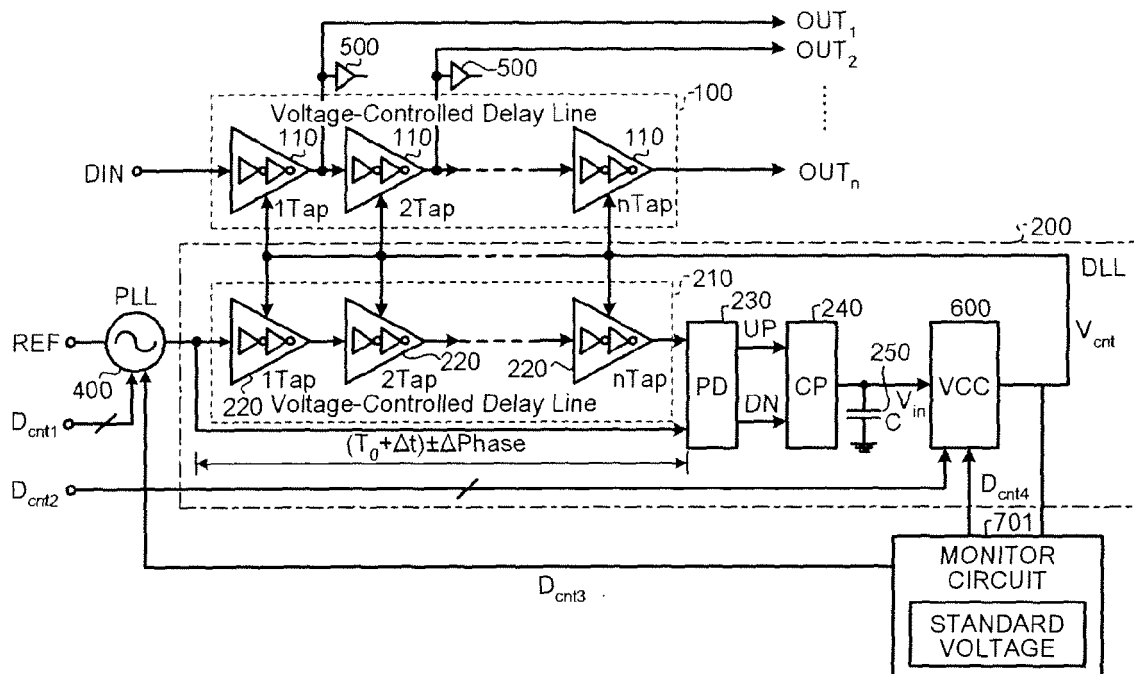 OUT1
OUT2
500
500
100
Voltage-Controlled Delay Line
110
110
110
DIN
OUTn
1Tap
2Tap
nTap
200
DLL
210
PLL
230
240
600
REF
UP
250
Vcnt
400
220
220
220
1Tap
2Tap
nTap
PD
CP
Vin
VCC
DN
C
Voltage-Controlled Delay Line
Dcnt1
(T0+Δt)±ΔPhase
Dcnt2
Dcnt4
701
MONITOR
CIRCUIT
Dcnt3
STANDARD
VOLTAGE